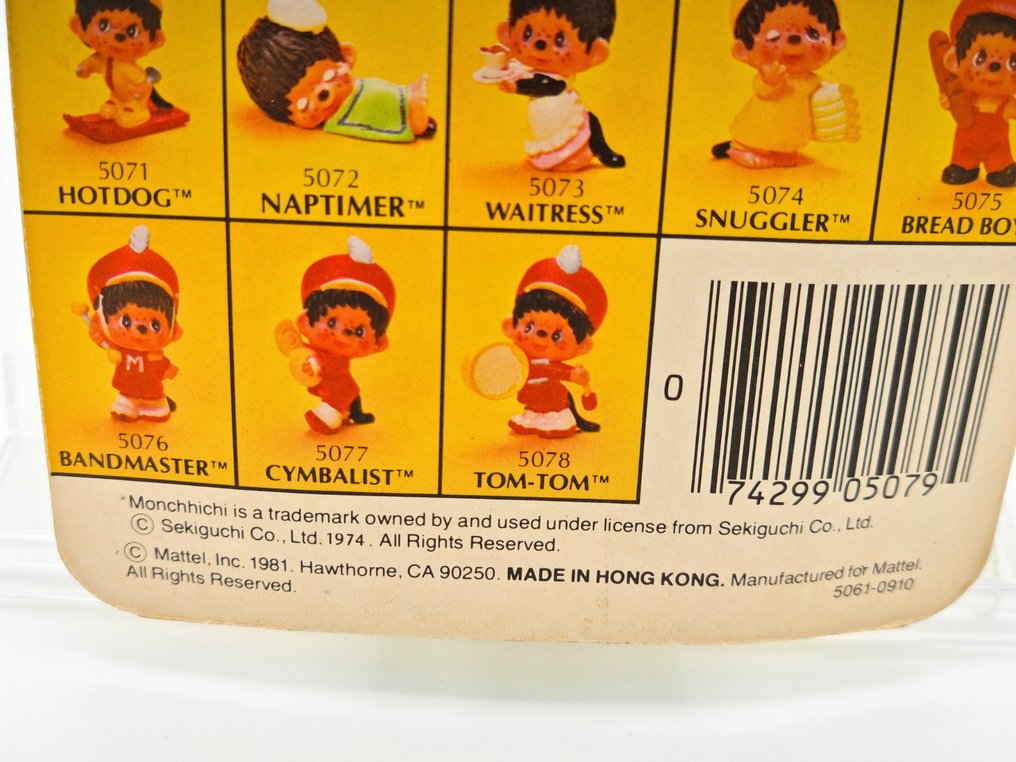 5071
HOTDOG™
5072
NAPTIMER™
5073
WAITRESS™
5074
SNUGGLER™
5075
BREAD BOY
M
5076
BANDMASTER™
5077
CYMBALIST™
5078
TOM-TOM™
0 74299 05079
Monchhichi is a trademark owned by and used under license from Sekiguchi Co., Ltd.
© Sekiguchi Co., Ltd. 1974. All Rights Reserved.
© Mattel, Inc. 1981. Hawthorne, CA 90250. MADE IN HONG KONG. Manufactured for Mattel.
All Rights Reserved.
5061-0910